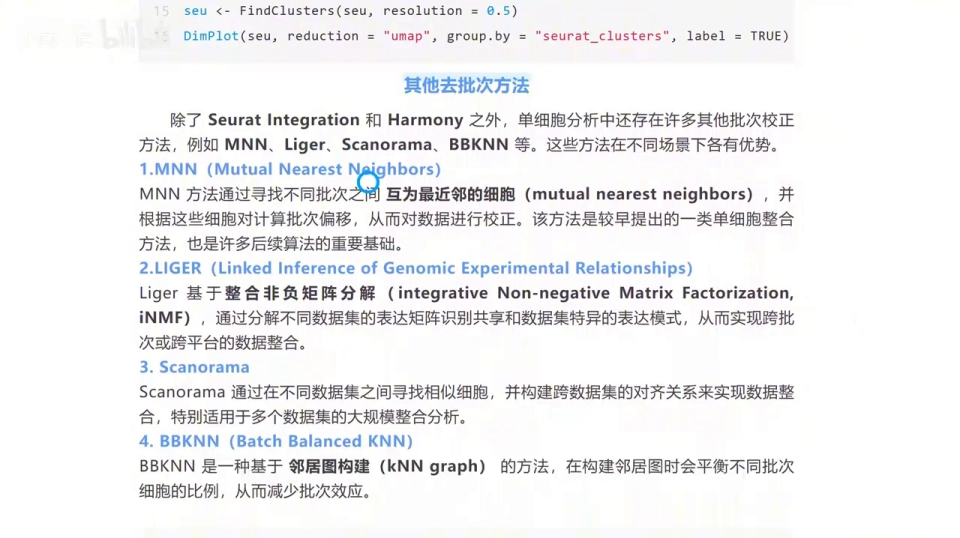 15 seu <- FindClusters(seu, resolution = 0.5)
DimPlot(seu, reduction = "umap", group.by = "seurat_clusters", label = TRUE)
其他去批次方法
除了 Seurat Integration 和 Harmony 之外，单细胞分析中还存在许多其他批次校正
方法，例如 MNN、Liger、Scanorama、BBKNN 等。这些方法在不同场景下各有优势。
1.MNN（Mutual Nearest Neighbors）
MNN 方法通过寻找不同批次之间 互为最近邻的细胞（mutual nearest neighbors），并
根据这些细胞对计算批次偏移，从而对数据进行校正。该方法是较早提出的一类单细胞整合
方法，也是许多后续算法的重要基础。
2.LIGER（Linked Inference of Genomic Experimental Relationships）
Liger 基于整合非负矩阵分解（integrative Non-negative Matrix Factorization,
iNMF），通过分解不同数据集的表达矩阵识别共享和数据集特异的表达模式，从而实现跨批
次或跨平台的数据整合。
3. Scanorama
Scanorama 通过在不同数据集之间寻找相似细胞，并构建跨数据集的对齐关系来实现数据整
合，特别适用于多个数据集的大规模整合分析。
4. BBKNN（Batch Balanced KNN）
BBKNN 是一种基于 邻居图构建（kNN graph） 的方法，在构建邻居图时会平衡不同批次
细胞的比例，从而减少批次效应。